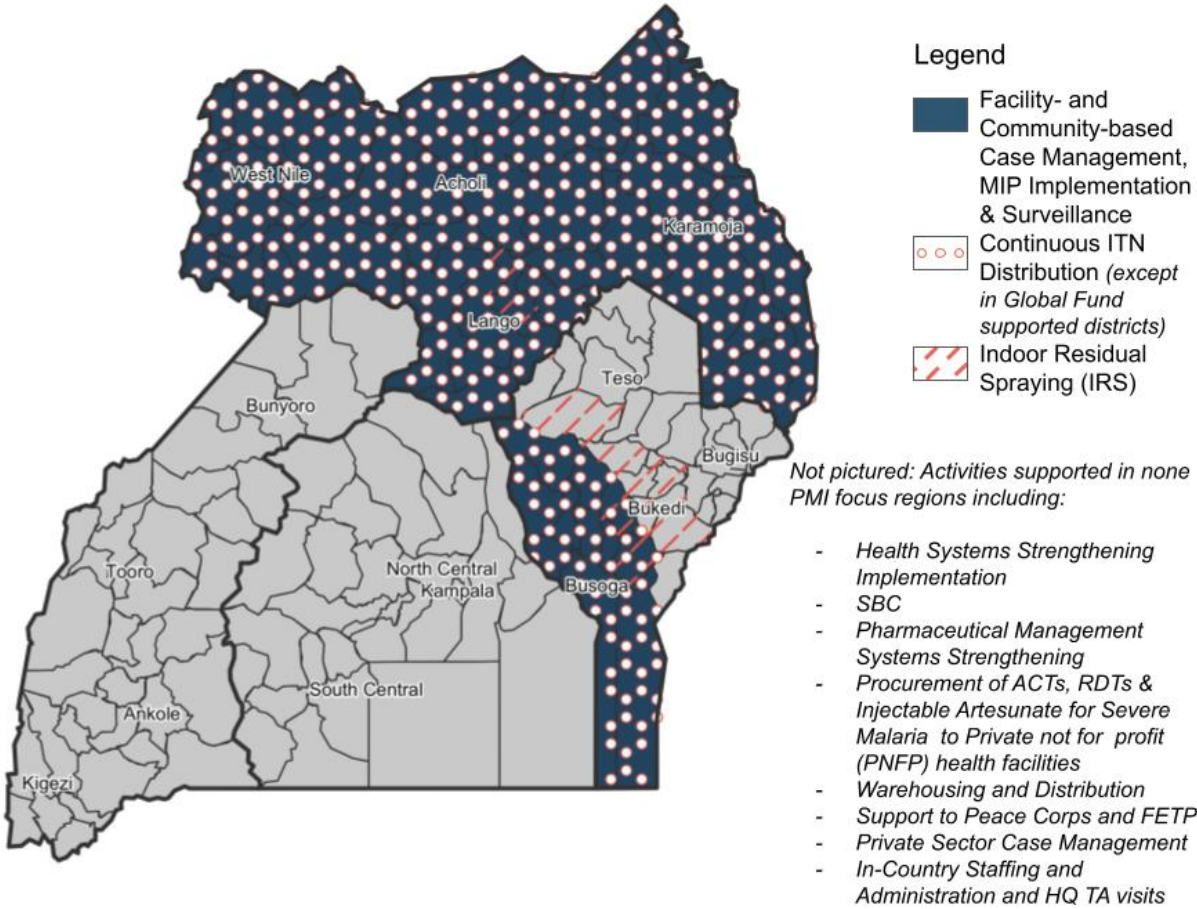 West Nile
Acholi
Karamoja
Lango
Teso
Bunyoro
Bugisu
Bukedi
Tooro
North Central
Kampala
Busoga
South Central
Ankole
Kigezi
Legend
Facility- and
Community-based
Case Management,
MIP Implementation
& Surveillance
Continuous ITN
Distribution (except
in Global Fund
supported districts)
Indoor Residual
Spraying (IRS)
Not pictured: Activities supported in none
PMI focus regions including:
- Health Systems Strengthening
Implementation
- SBC
- Pharmaceutical Management
Systems Strengthening
- Procurement of ACTs, RDTs &
Injectable Artesunate for Severe
Malaria to Private not for profit
(PNFP) health facilities
- Warehousing and Distribution
- Support to Peace Corps and FETP
- Private Sector Case Management
- In-Country Staffing and
Administration and HQ TA visits